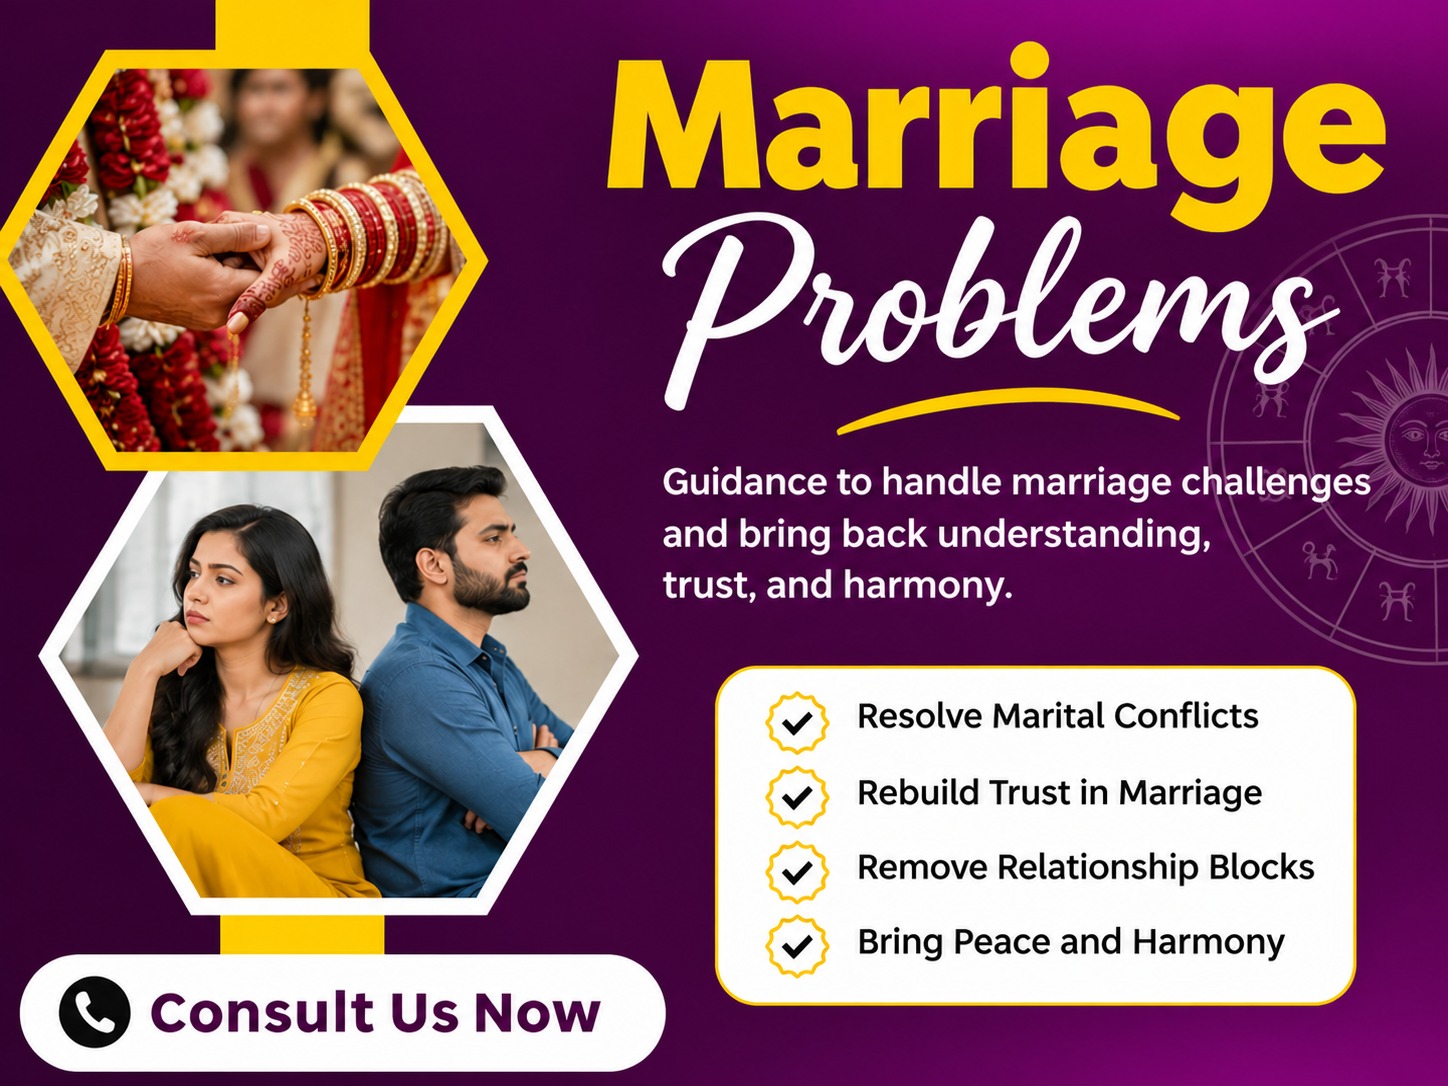 Marriage
Problems
Guidance to handle marriage challenges
and bring back understanding,
trust, and harmony.
Resolve Marital Conflicts
Rebuild Trust in Marriage
Remove Relationship Blocks
Bring Peace and Harmony
Consult Us Now